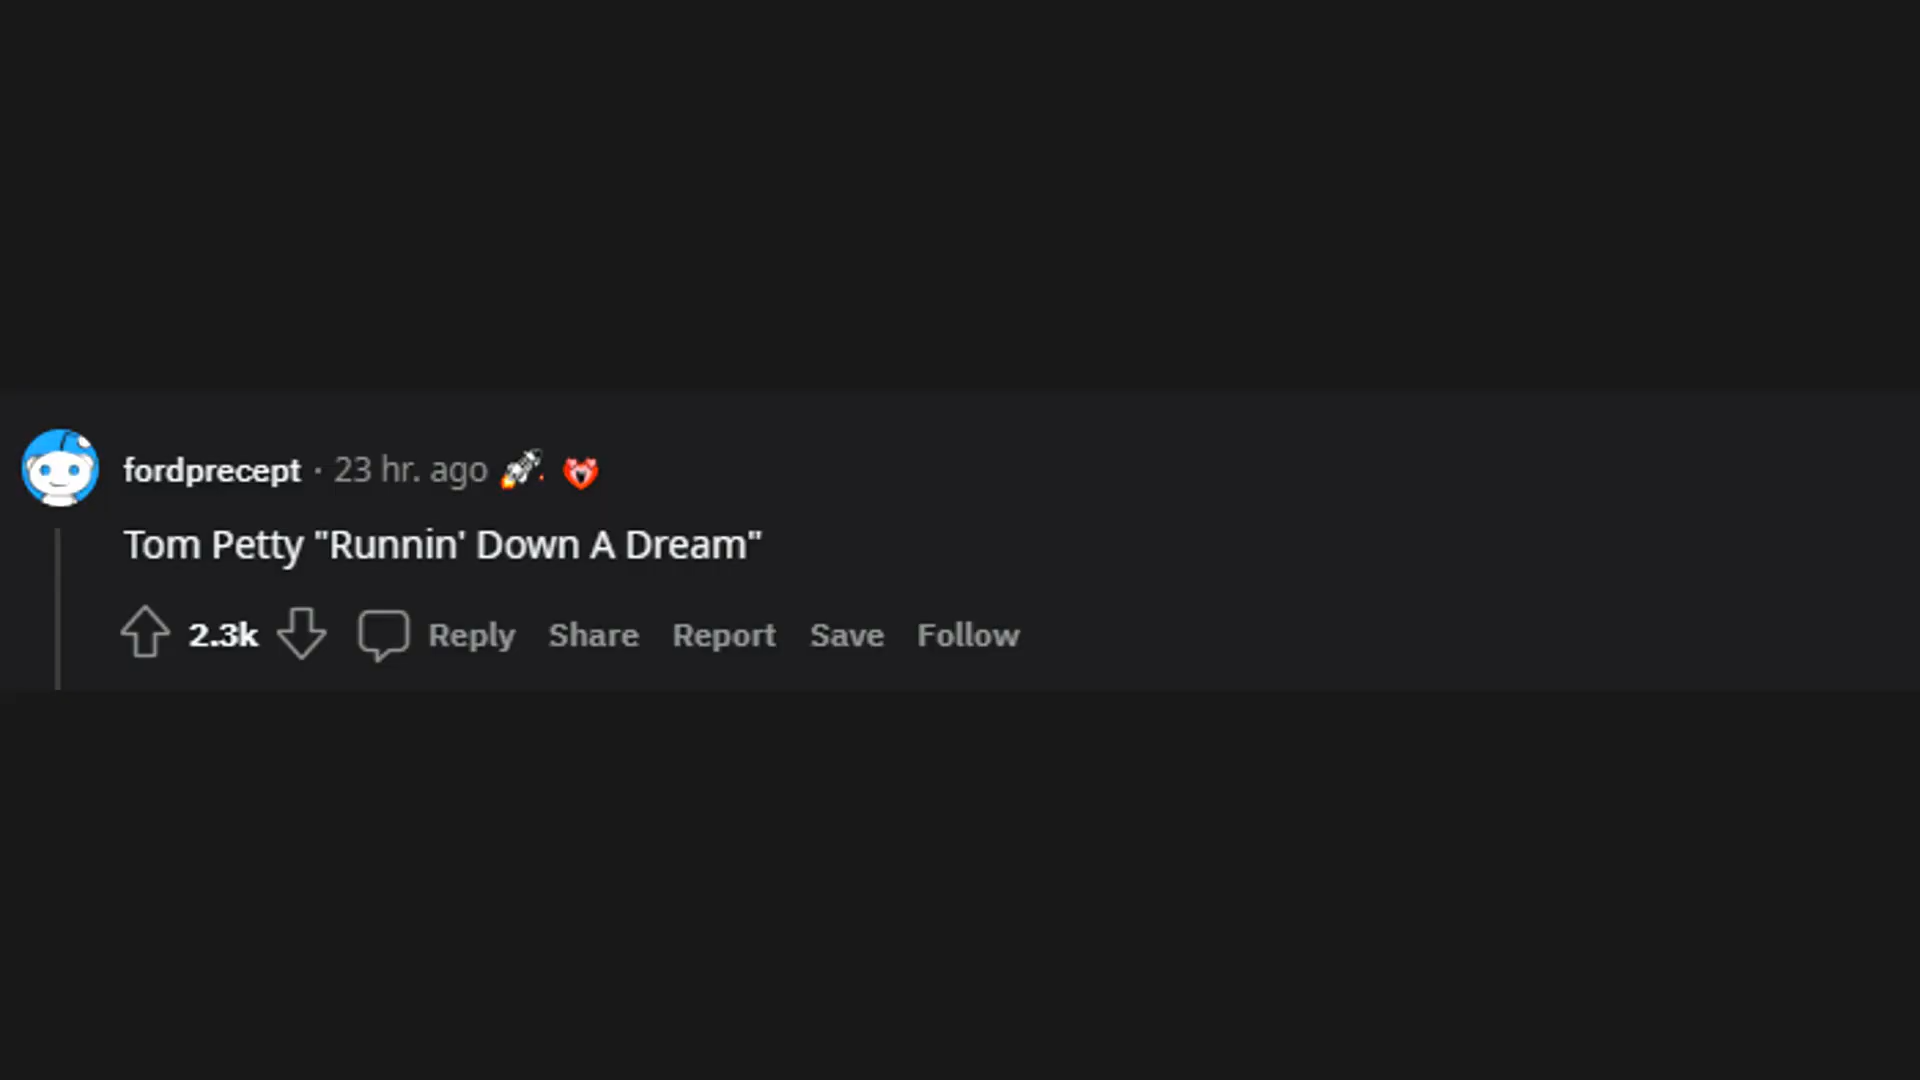 fordprecept · 23 hr. ago
Tom Petty "Runnin' Down A Dream"
2.3k Reply Share Report Save Follow